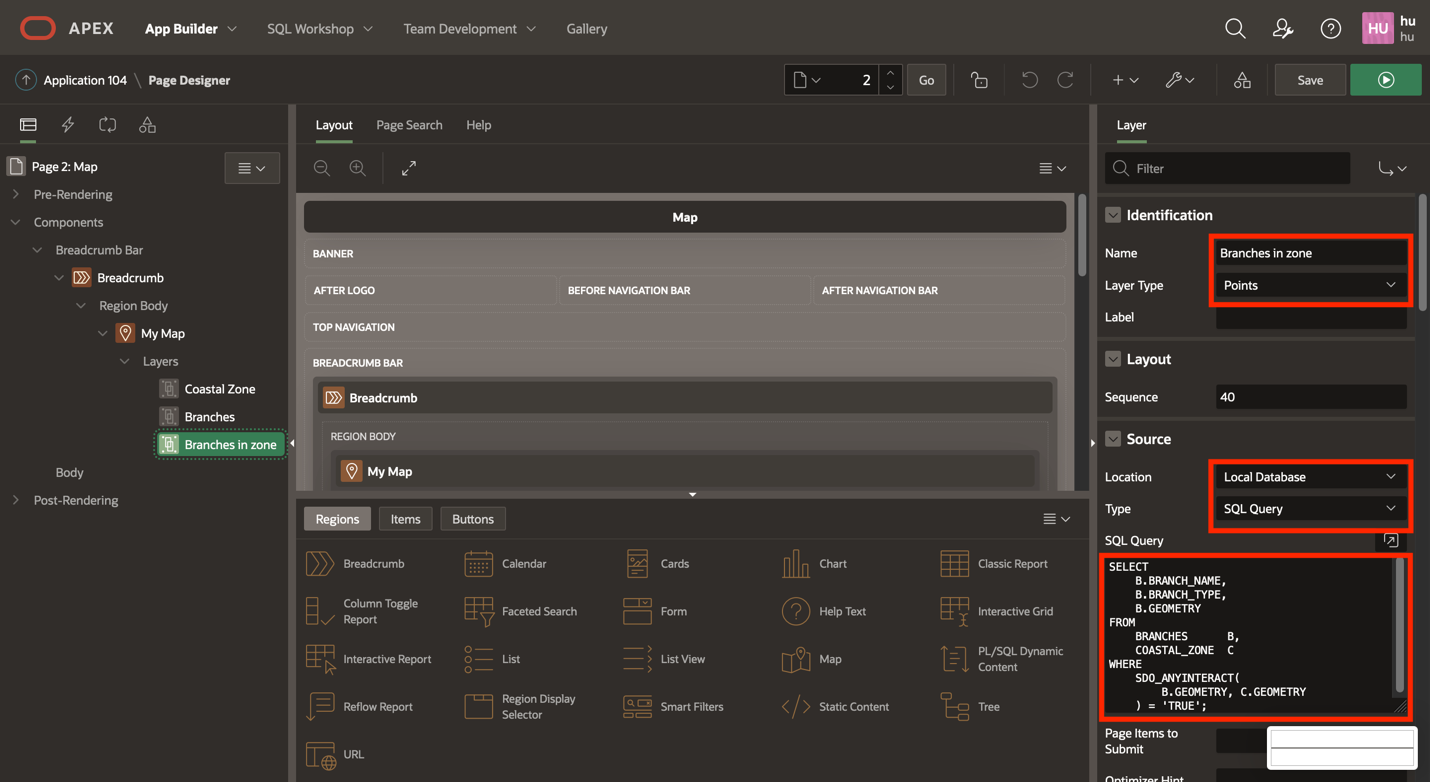 APEX App Builder SQL Workshop Team Development Gallery HU hu
hu
Application 104 \ Page Designer 2 Go Save
Layout Page Search Help
Layer
Page 2: Map
Pre-Rendering
Components
Breadcrumb Bar
Breadcrumb
Region Body
My Map
Layers
Coastal Zone
Branches
Branches in zone
Body
Post-Rendering
Map
BANNER
AFTER LOGO BEFORE NAVIGATION BAR AFTER NAVIGATION BAR
TOP NAVIGATION
BREADCRUMB BAR
Breadcrumb
REGION BODY
My Map
Regions Items Buttons
Breadcrumb Calendar Cards Chart Classic Report
Column Toggle
Report
Faceted Search Form Help Text Interactive Grid
Interactive Report List List View Map
PL/SQL Dynamic
Content
Reflow Report
Region Display
Selector
Smart Filters Static Content Tree
URL
Filter
Identification
Name Branches in zone
Layer Type Points
Label
Layout
Sequence 40
Source
Location Local Database
Type SQL Query
SQL Query
SELECT
B.BRANCH_NAME,
B.BRANCH_TYPE,
B.GEOMETRY
FROM
BRANCHES B,
COASTAL_ZONE C
WHERE
SDO_ANYINTERACT(
B.GEOMETRY, C.GEOMETRY
) = 'TRUE';
Page Items to
Submit
Optimizer Hint